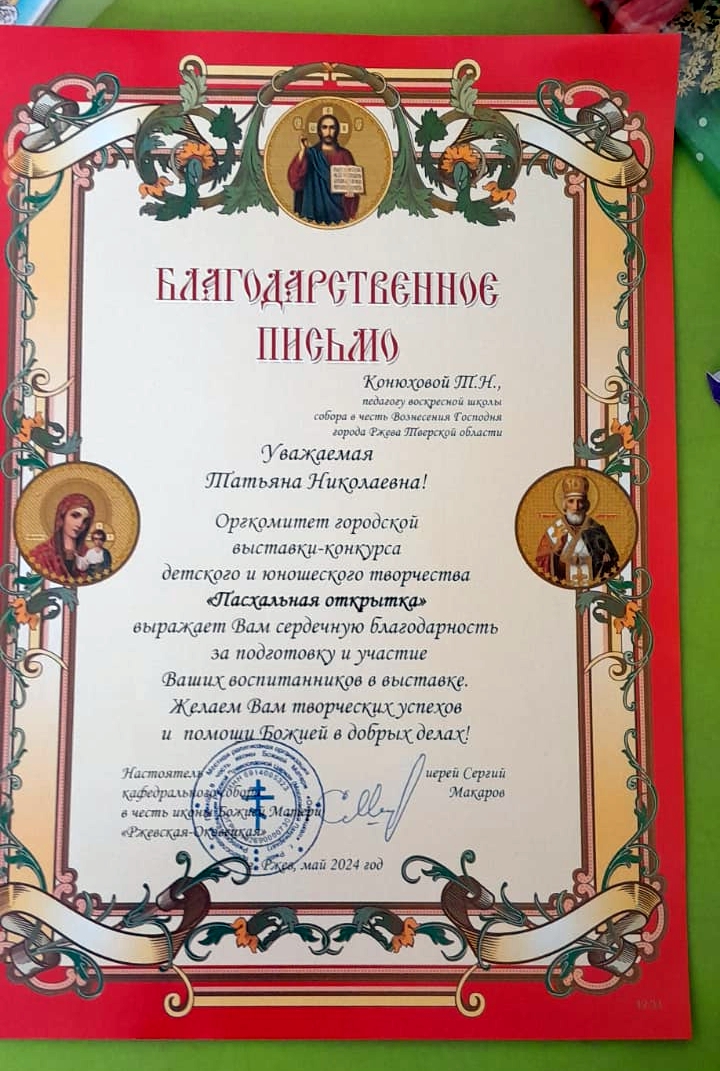 БЛАГОДАРСТВЕННОЕ
ПИСЬМО
Конюховой Т.Н.,
педагогу воскресной школы
собора в честь Вознесения Господня
города Ржева Тверской области
Уважаемая
Татьяна Николаевна!
Оргкомитет городской
выставки-конкурса
детского и юношеского творчества
«Пасхальная открытка»
выражает Вам сердечную благодарность
за подготовку и участие
Ваших воспитанников в выставке.
Желаем Вам творческих успехов
и помощи Божией в добрых делах!
Настоятель иерей Сергий
кафедрального собора Макаров
в честь иконы Божией Матери
«Ржевская-Оковицкая»
г. Ржев, май 2024 год